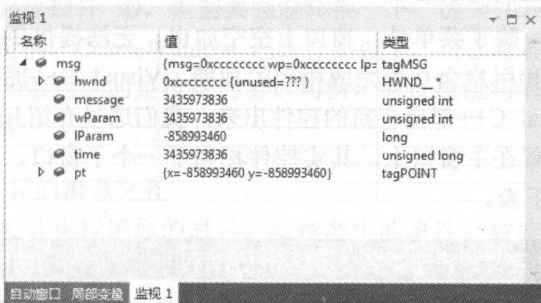 监视 1
名称 值 类型
msg {msg=0xcccccccc wp=0xcccccccc lp= tagMSG
hwnd 0xcccccccc {unused=???} HWND__ *
message 3435973836 unsigned int
wParam 3435973836 unsigned int
lParam -858993460 long
time 3435973836 unsigned long
pt {x=-858993460 y=-858993460} tagPOINT
自动窗口 局部变量 监视 1